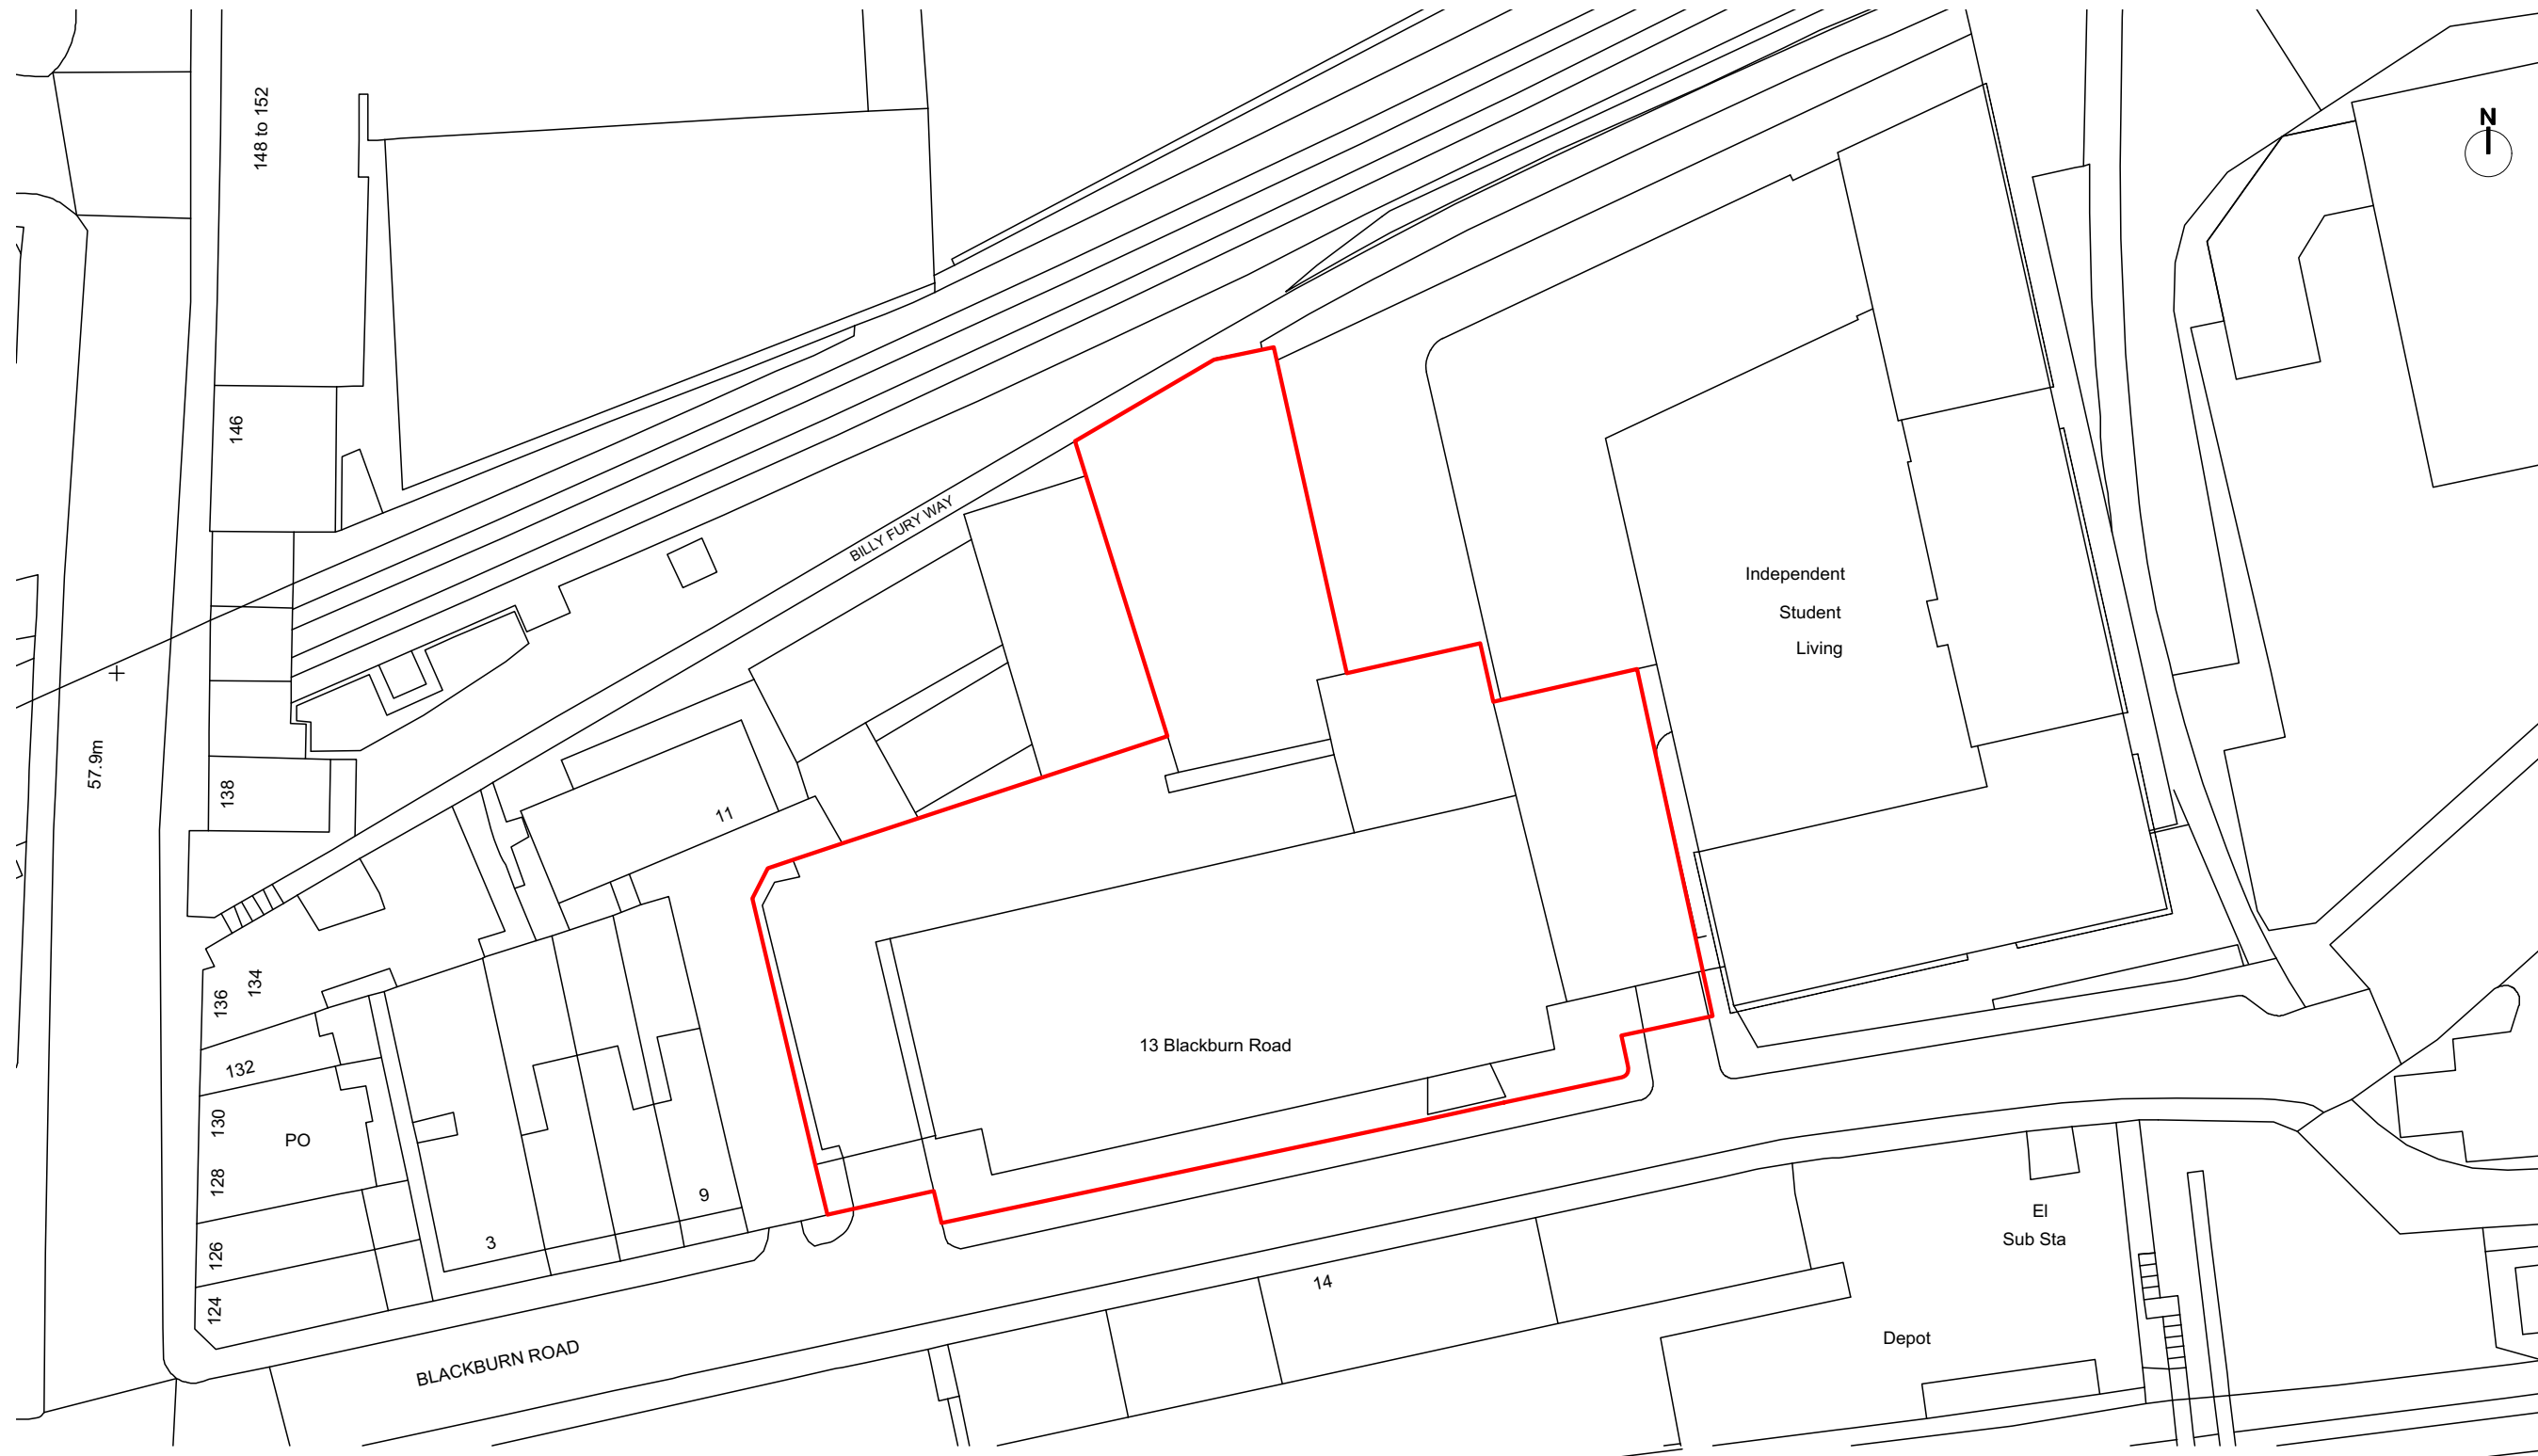 148 to 152
N
146
BILLY FURY WAY
Independent
Student
Living
57.9m
138
11
134
136
13 Blackburn Road
132
130
PO
128
9
El
Sub Sta
126
3
14
124
Depot
BLACKBURN ROAD